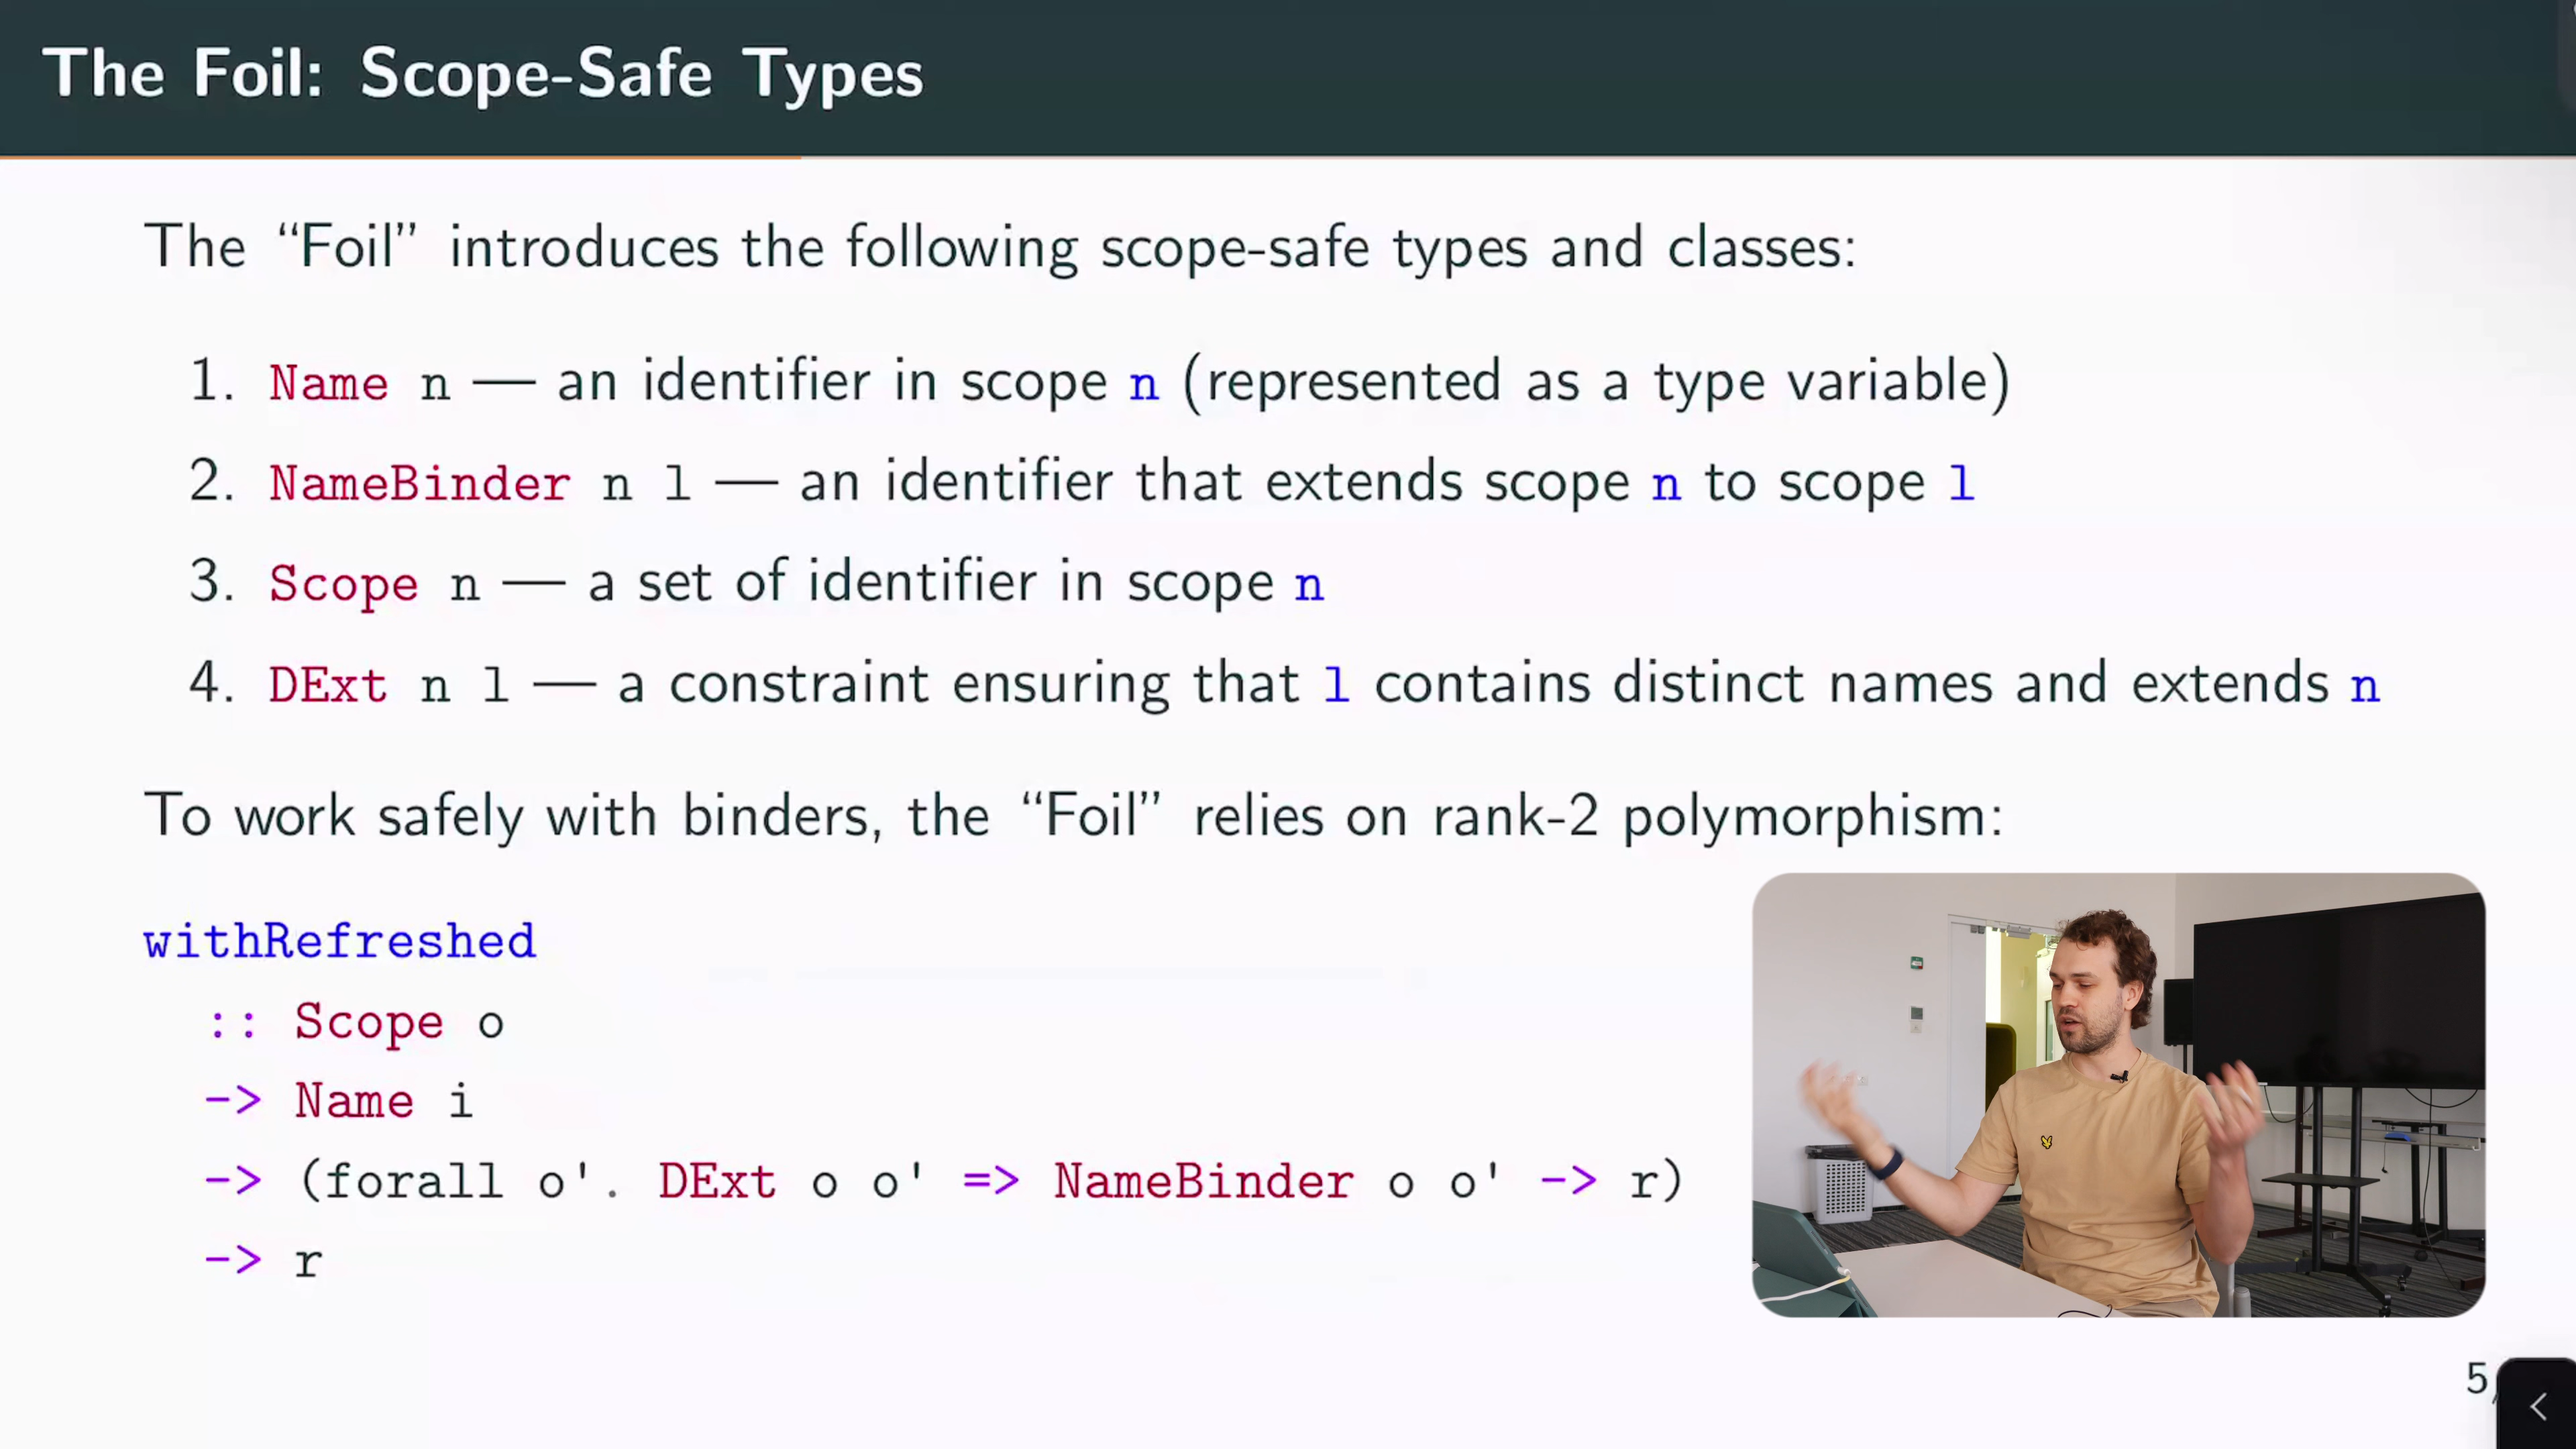 The Foil: Scope-Safe Types
The “Foil” introduces the following scope-safe types and classes:
1. Name n — an identifier in scope n (represented as a type variable)
2. NameBinder n l — an identifier that extends scope n to scope l
3. Scope n — a set of identifier in scope n
4. DExt n l — a constraint ensuring that l contains distinct names and extends n
To work safely with binders, the “Foil” relies on rank-2 polymorphism:
withRefreshed
:: Scope o
-> Name i
-> (forall o'. DExt o o' => NameBinder o o' -> r)
-> r
5